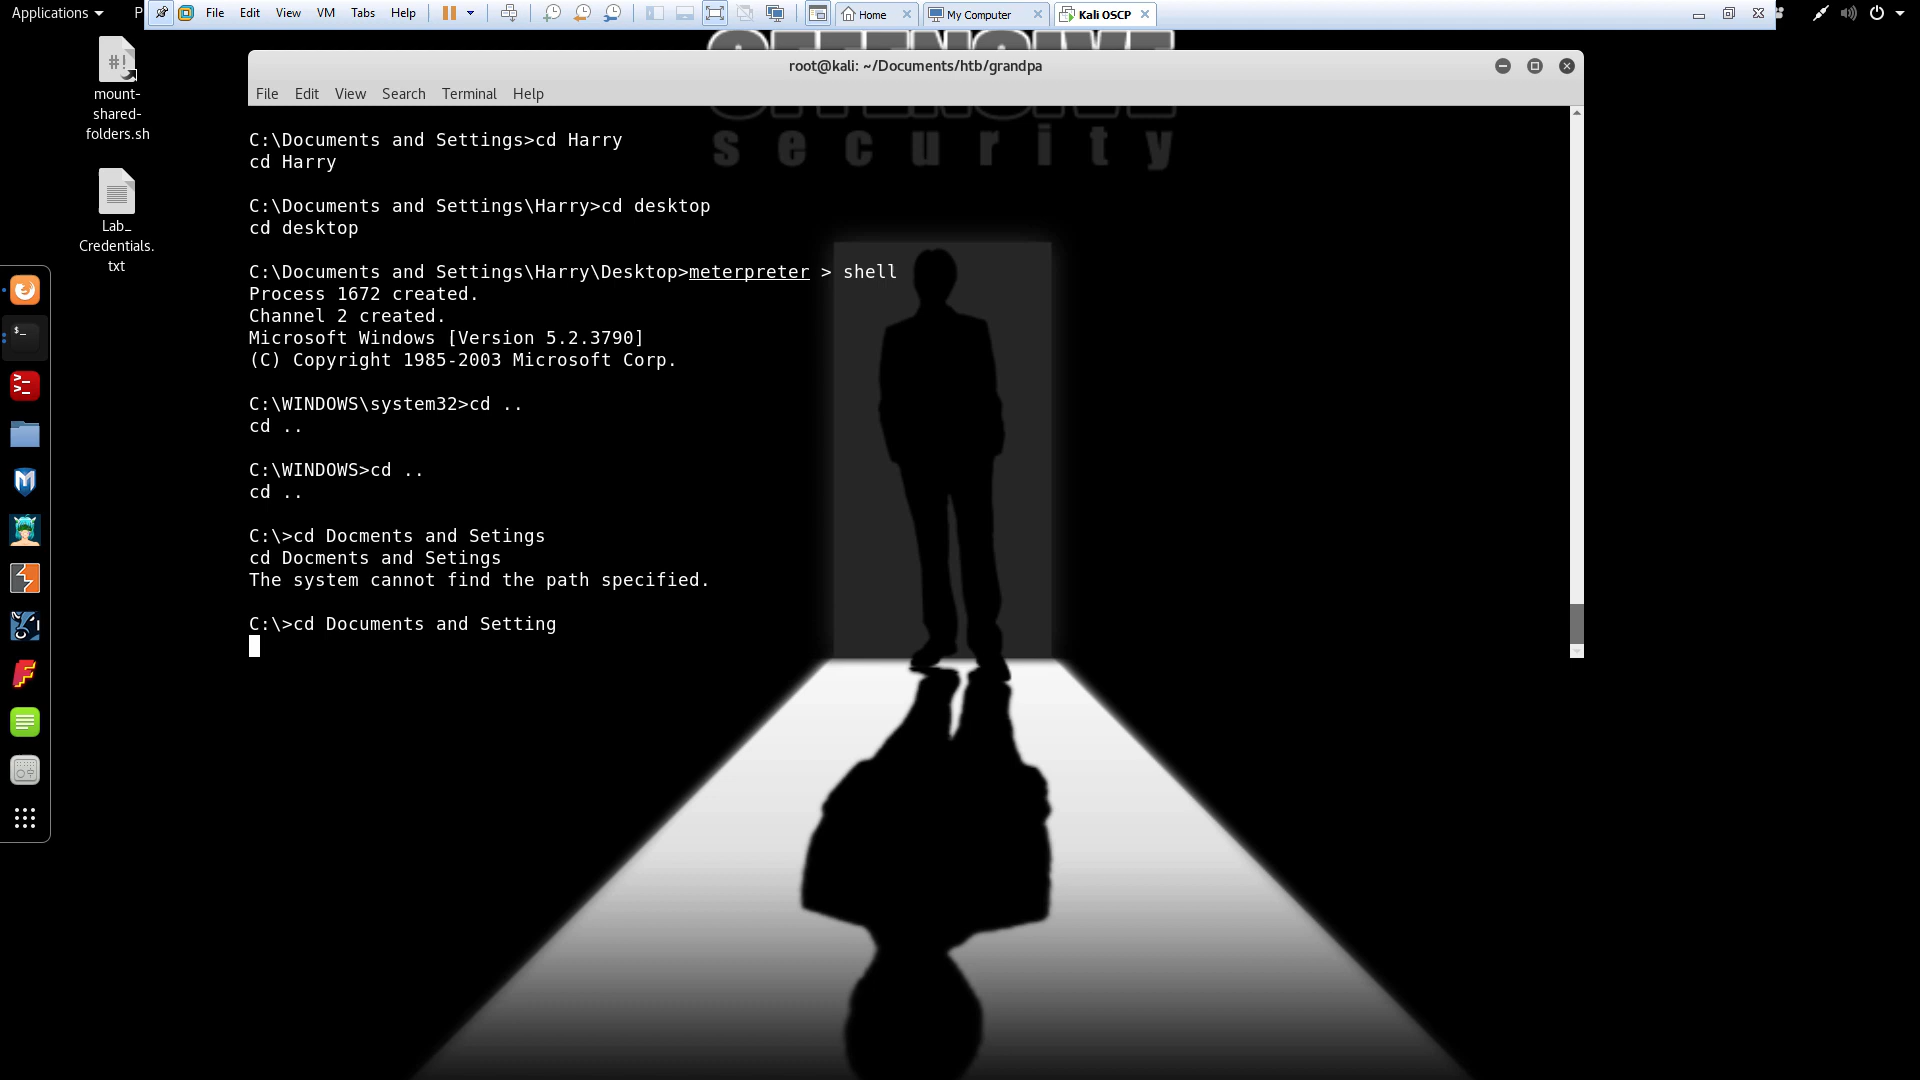 Applications
P
File Edit View VM Tabs Help
Home
My Computer
Kali OSCP
mount-
shared-
folders.sh
Lab_
Credentials.
txt
OFFENSIVE
security
root@kali: ~/Documents/htb/grandpa
File Edit View Search Terminal Help
C:\Documents and Settings>cd Harry
cd Harry
C:\Documents and Settings\Harry>cd desktop
cd desktop
C:\Documents and Settings\Harry\Desktop>meterpreter > shell
Process 1672 created.
Channel 2 created.
Microsoft Windows [Version 5.2.3790]
(C) Copyright 1985-2003 Microsoft Corp.
C:\WINDOWS\system32>cd ..
cd ..
C:\WINDOWS>cd ..
cd ..
C:\>cd Docments and Setings
cd Docments and Setings
The system cannot find the path specified.
C:\>cd Documents and Setting